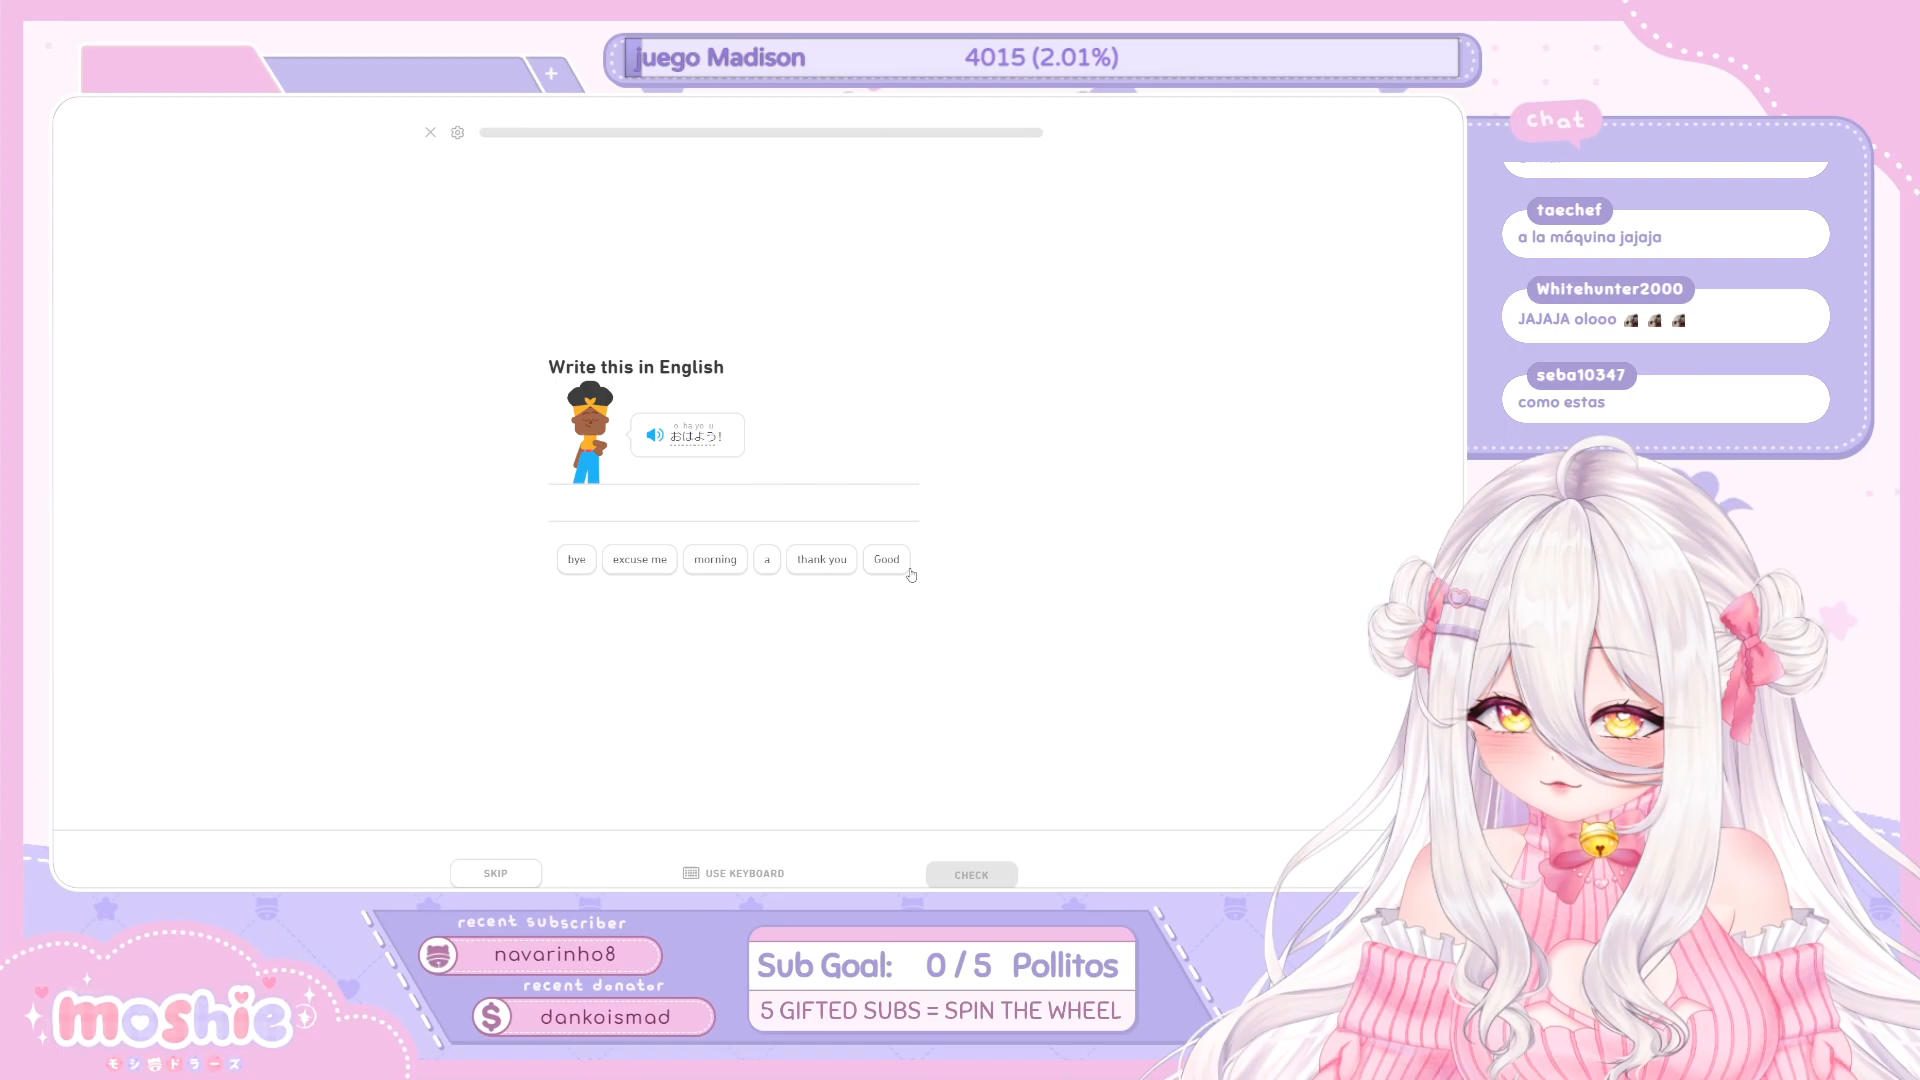 juego Madison 4015 (2.01%)
+
chat
taechef
a la máquina jajaja
Whitehunter2000
JAJAJA olooo
seba10347
como estas
Write this in English
o ha yo u
おはよう!
bye
excuse me
morning
a
thank you
Good
SKIP
USE KEYBOARD
CHECK
recent subscriber
navarinho8
recent donator
$ dankoismad
Sub Goal: 0 / 5 Pollitos
5 GIFTED SUBS = SPIN THE WHEEL
moshie